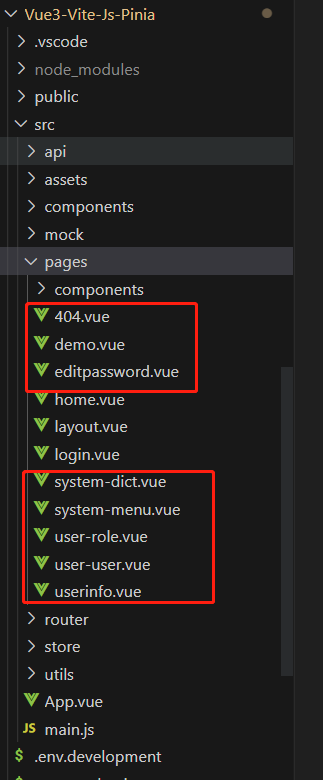 Vue3-Vite-Js-Pinia
.vscode
node_modules
public
src
api
assets
components
mock
pages
components
404.vue
demo.vue
editpassword.vue
home.vue
layout.vue
login.vue
system-dict.vue
system-menu.vue
user-role.vue
user-user.vue
userinfo.vue
router
store
utils
App.vue
JS main.js
$ .env.development